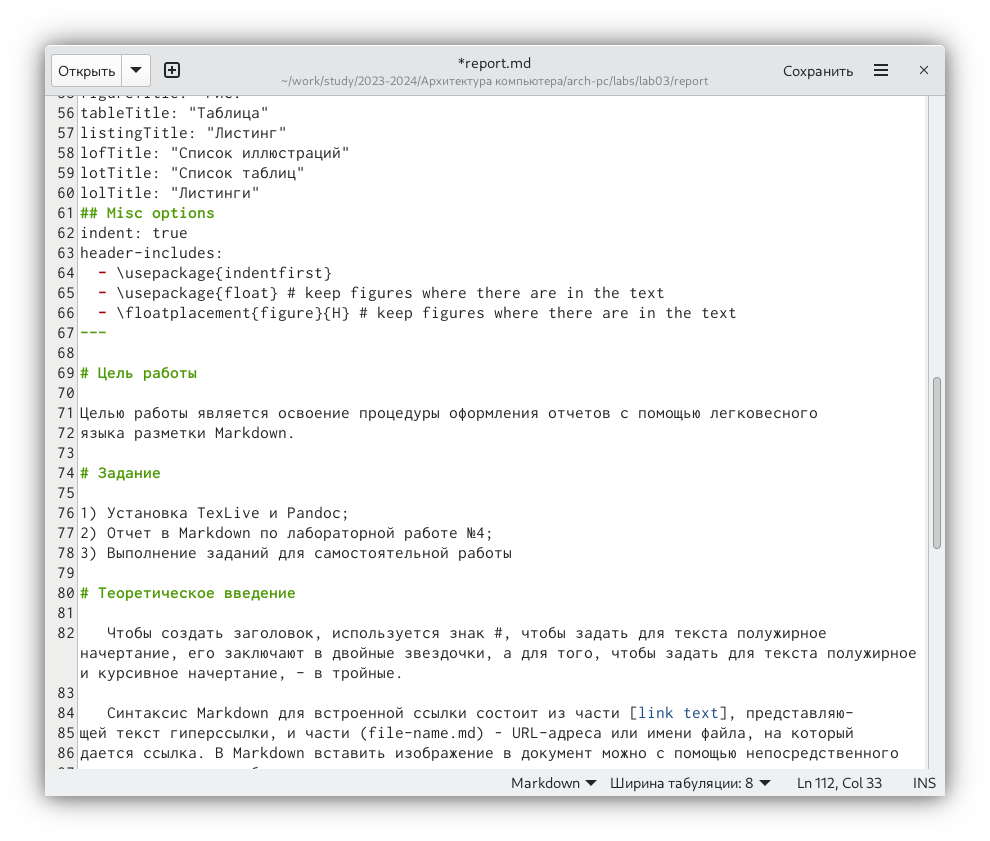 Открыть
*report.md
~/work/study/2023-2024/Архитектура компьютера/arch-pc/labs/lab03/report
Сохранить
56 tableTitle: "Таблица"
57 listingTitle: "Листинг"
58 lofTitle: "Список иллюстраций"
59 lotTitle: "Список таблиц"
60 lolTitle: "Листинги"
61 ## Misc options
62 indent: true
63 header-includes:
64   - \usepackage{indentfirst}
65   - \usepackage{float} # keep figures where there are in the text
66   - \floatplacement{figure}{H} # keep figures where there are in the text
67 ---
68
69 # Цель работы
70
71 Целью работы является освоение процедуры оформления отчетов с помощью легковесного
72 языка разметки Markdown.
73
74 # Задание
75
76 1) Установка TexLive и Pandoc;
77 2) Отчет в Markdown по лабораторной работе №4;
78 3) Выполнение заданий для самостоятельной работы
79
80 # Теоретическое введение
81
82    Чтобы создать заголовок, используется знак #, чтобы задать для текста полужирное
начертание, его заключают в двойные звездочки, а для того, чтобы задать для текста полужирное
и курсивное начертание, - в тройные.
83
84    Синтаксис Markdown для встроенной ссылки состоит из части [link text], представляю-
85 щей текст гиперссылки, и части (file-name.md) - URL-адреса или имени файла, на который
86 дается ссылка. В Markdown вставить изображение в документ можно с помощью непосредственного
Markdown
Ширина табуляции: 8
Ln 112, Col 33
INS